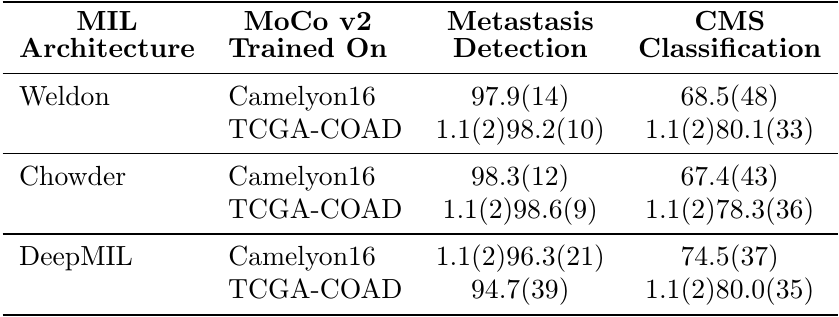 MIL Architecture MoCo v2 Trained On Metastasis Detection CMS Classification
Weldon Camelyon16 97.9(14) 68.5(48)
TCGA-COAD 1.1(2)98.2(10) 1.1(2)80.1(33)
Chowder Camelyon16 98.3(12) 67.4(43)
TCGA-COAD 1.1(2)98.6(9) 1.1(2)78.3(36)
DeepMIL Camelyon16 1.1(2)96.3(21) 74.5(37)
TCGA-COAD 94.7(39) 1.1(2)80.0(35)